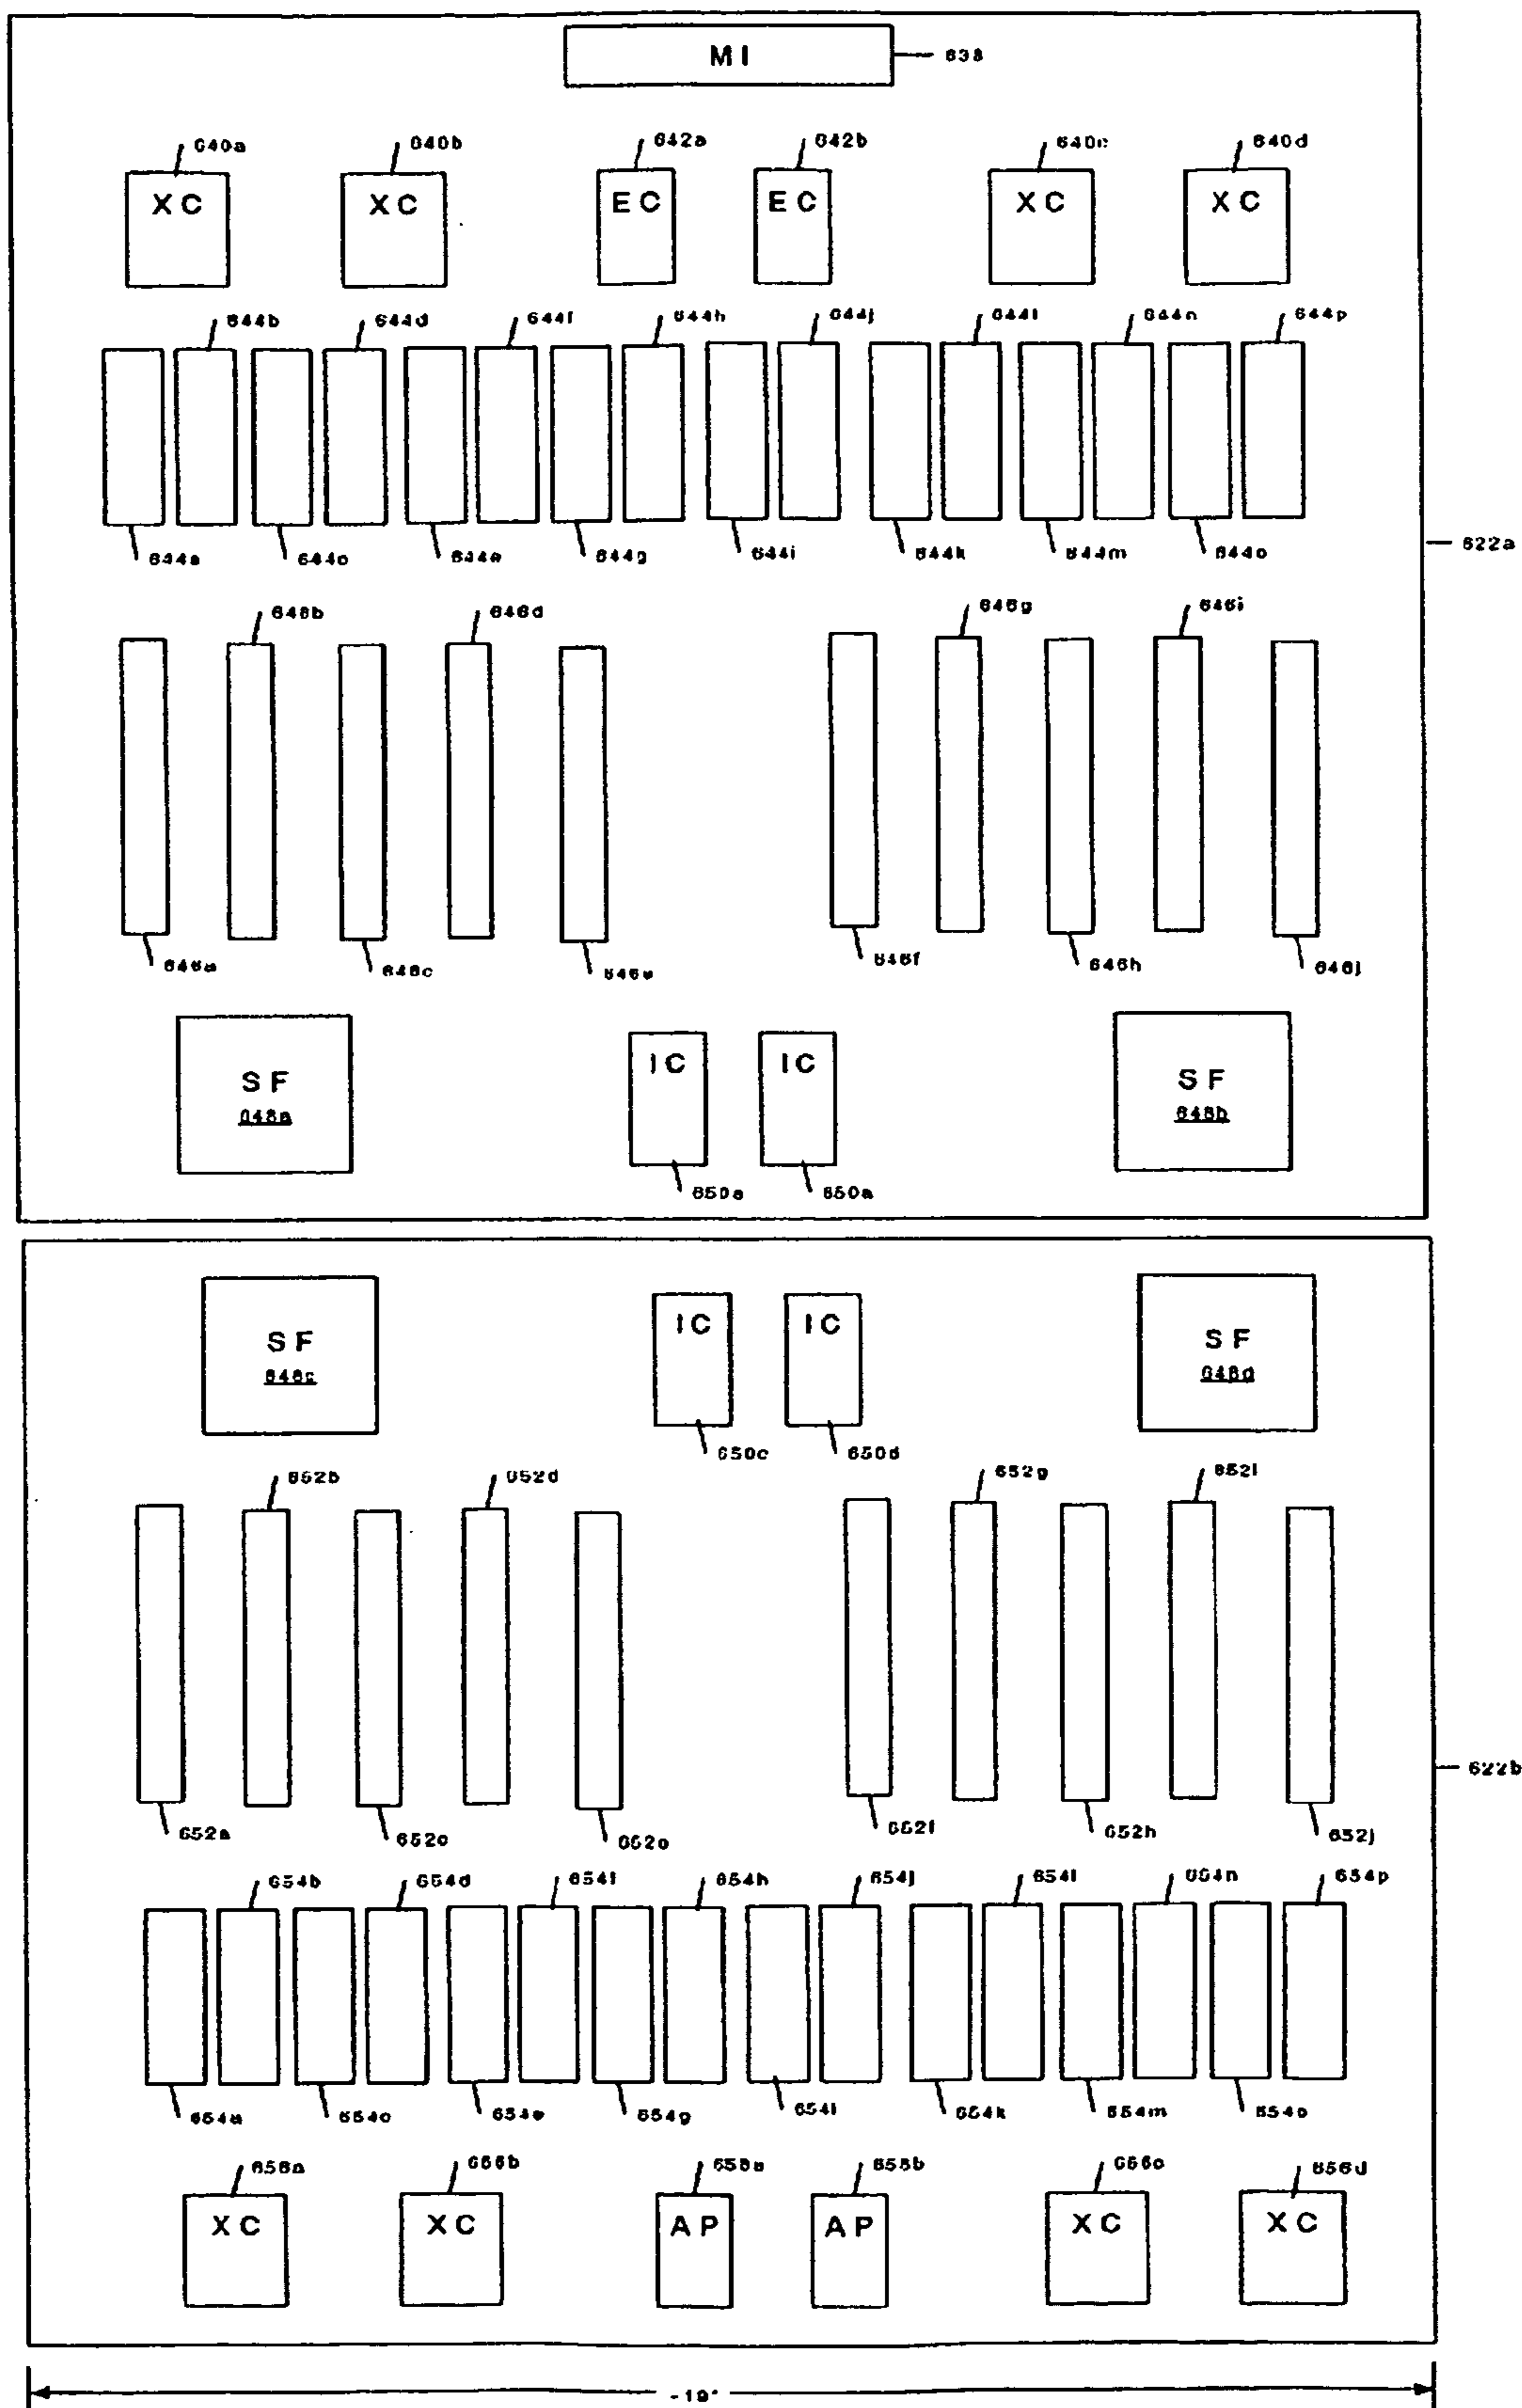 MI 638
640a 640b 642a 642b 640c 640d
XC XC EC EC XC XC
644b 644d 644f 644h 644j 644l 644n 644p
644a 644c 644e 644g 644i 644k 644m 644o
622a
646b 646d 646g 646i
646a 646c 646e 646f 646h 646j
SF IC IC SF
648a 648b
650a 650a
SF IC IC SF
648c 648d
650c 650d
652b 652d 652g 652i
622b
652a 652c 652e 652f 652h 652j
654b 654d 654f 654h 654j 654l 654n 654p
654a 654c 654e 654g 654i 654k 654m 654o
656a 656b 658a 658b 656c 656d
XC XC AP AP XC XC
~19"